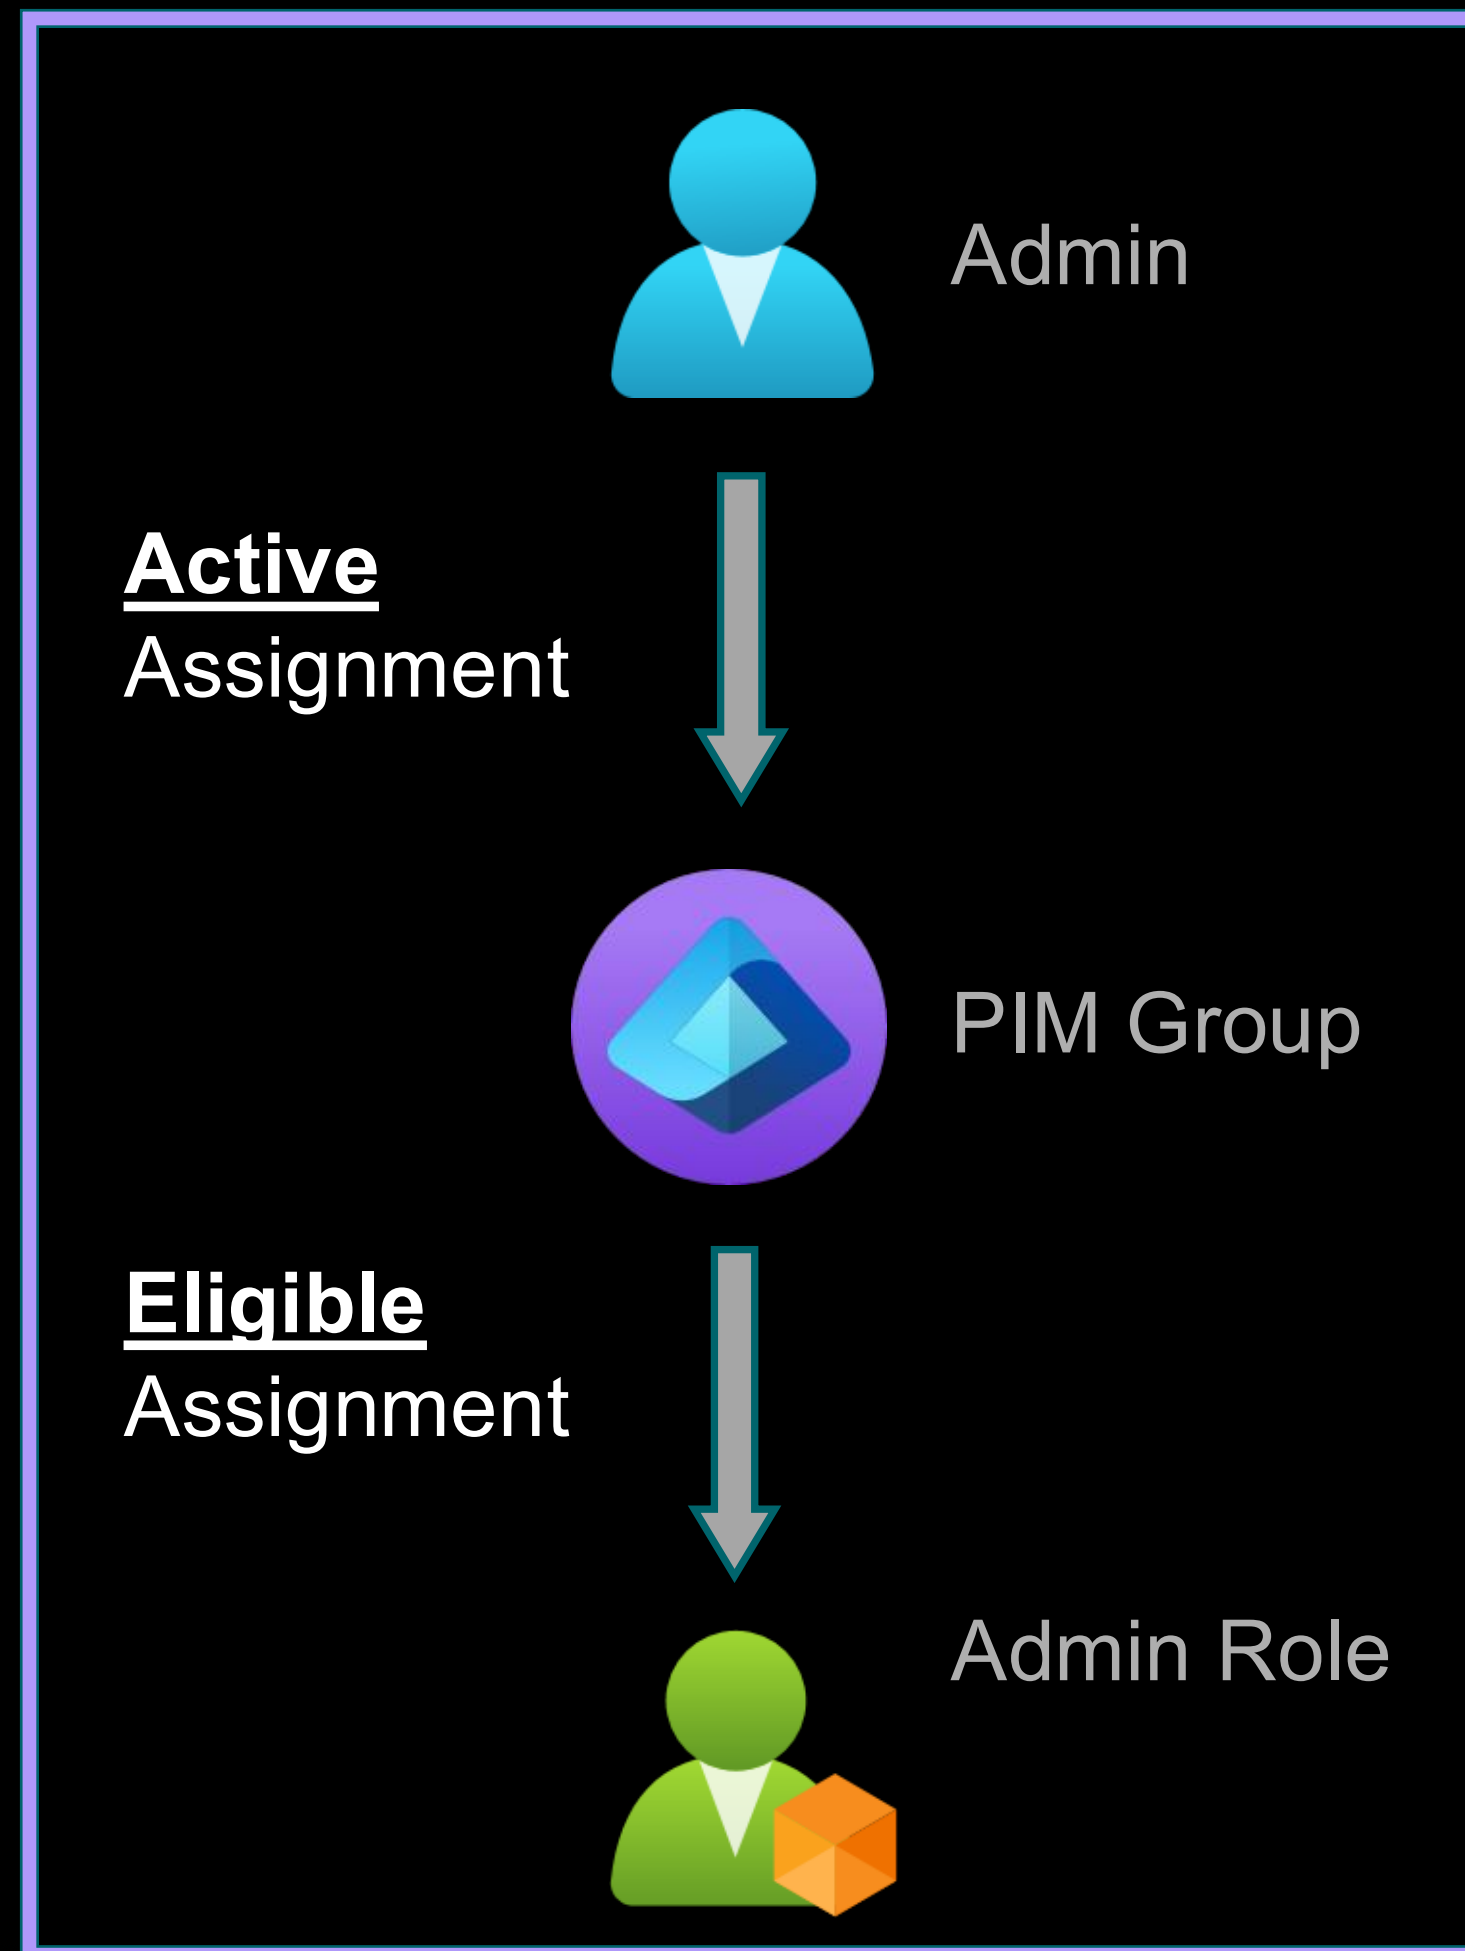 Admin
Active
Assignment
PIM Group
Eligible
Assignment
Admin Role